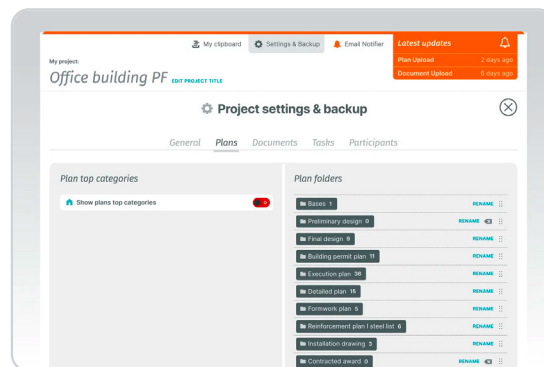 My clipboard Settings & Backup Email Notifier Latest updates
Plan Upload 2 days ago
Document Upload 6 days ago
My project:
Office building PF EDIT PROJECT TITLE
Project settings & backup
General Plans Documents Tasks Participants
Plan top categories
Show plans top categories
Plan folders
Bases 1 RENAME
Preliminary design 0 RENAME
Final design 9 RENAME
Building permit plan 11 RENAME
Execution plan 30 RENAME
Detailed plan 15 RENAME
Formwork plan 5 RENAME
Reinforcement plan I steel list 6 RENAME
Installation drawing 3 RENAME
Contracted award 0 RENAME